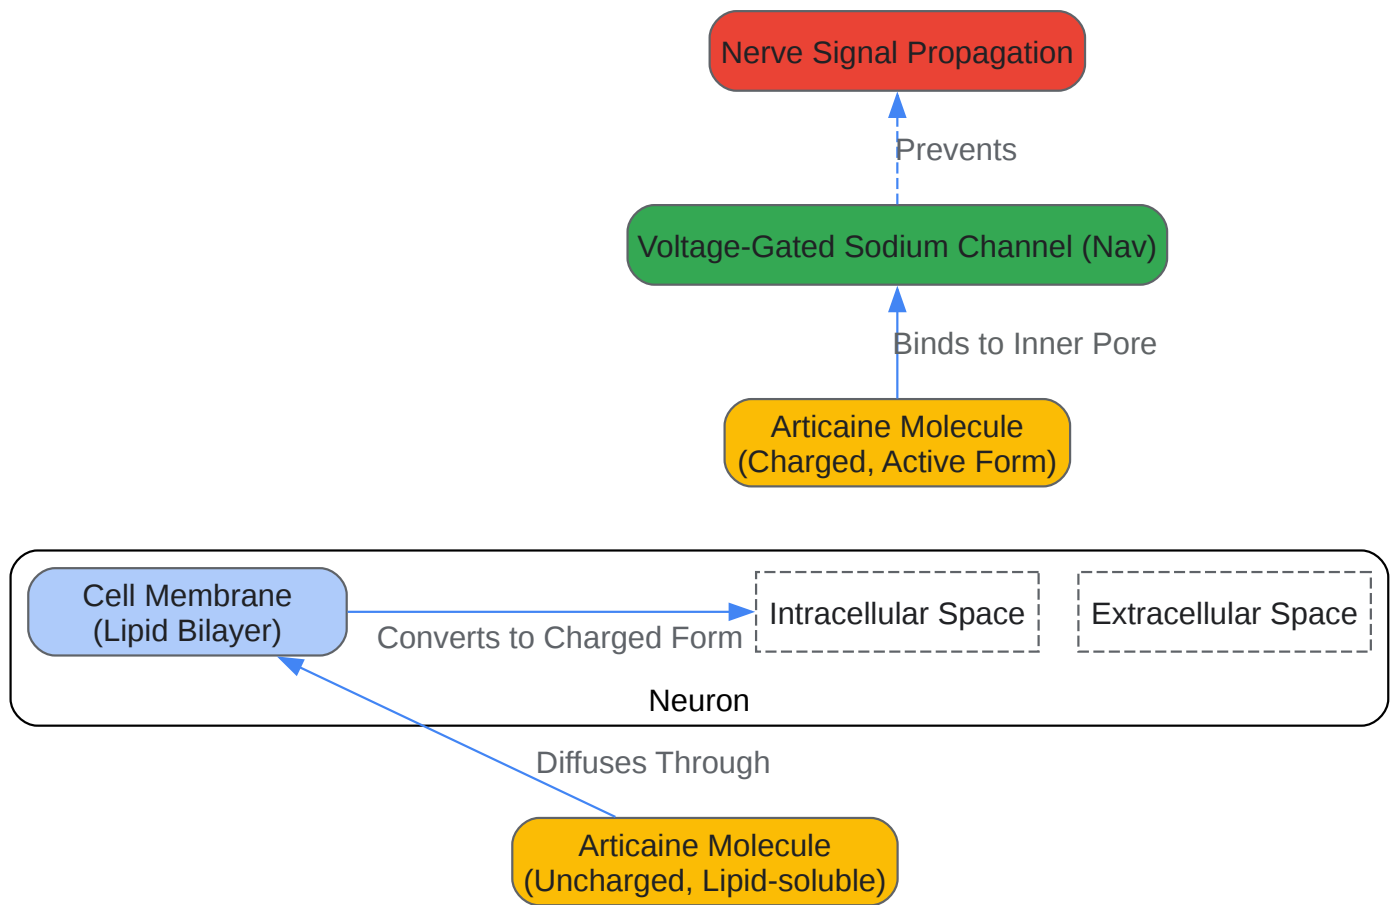 Nerve Signal Propagation
Prevents
Voltage-Gated Sodium Channel (Nav)
Binds to Inner Pore
Articaine Molecule
(Charged, Active Form)
Cell Membrane
(Lipid Bilayer)
Converts to Charged Form
Intracellular Space
Extracellular Space
Neuron
Diffuses Through
Articaine Molecule
(Uncharged, Lipid-soluble)